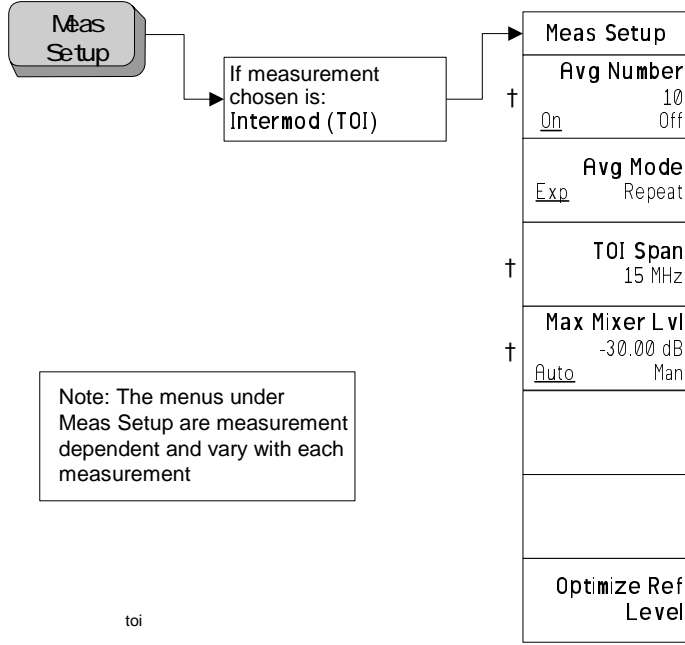 Meas
Setup
If measurement
chosen is:
Intermod (TOI)
Meas Setup
Avg Number
† 10
On Off
Avg Mode
Exp Repeat
TOI Span
† 15 MHz
Max Mixer Lvl
† -30.00 dB
Auto Man
Optimize Ref
Level
Note: The menus under
Meas Setup are measurement
dependent and vary with each
measurement
toi